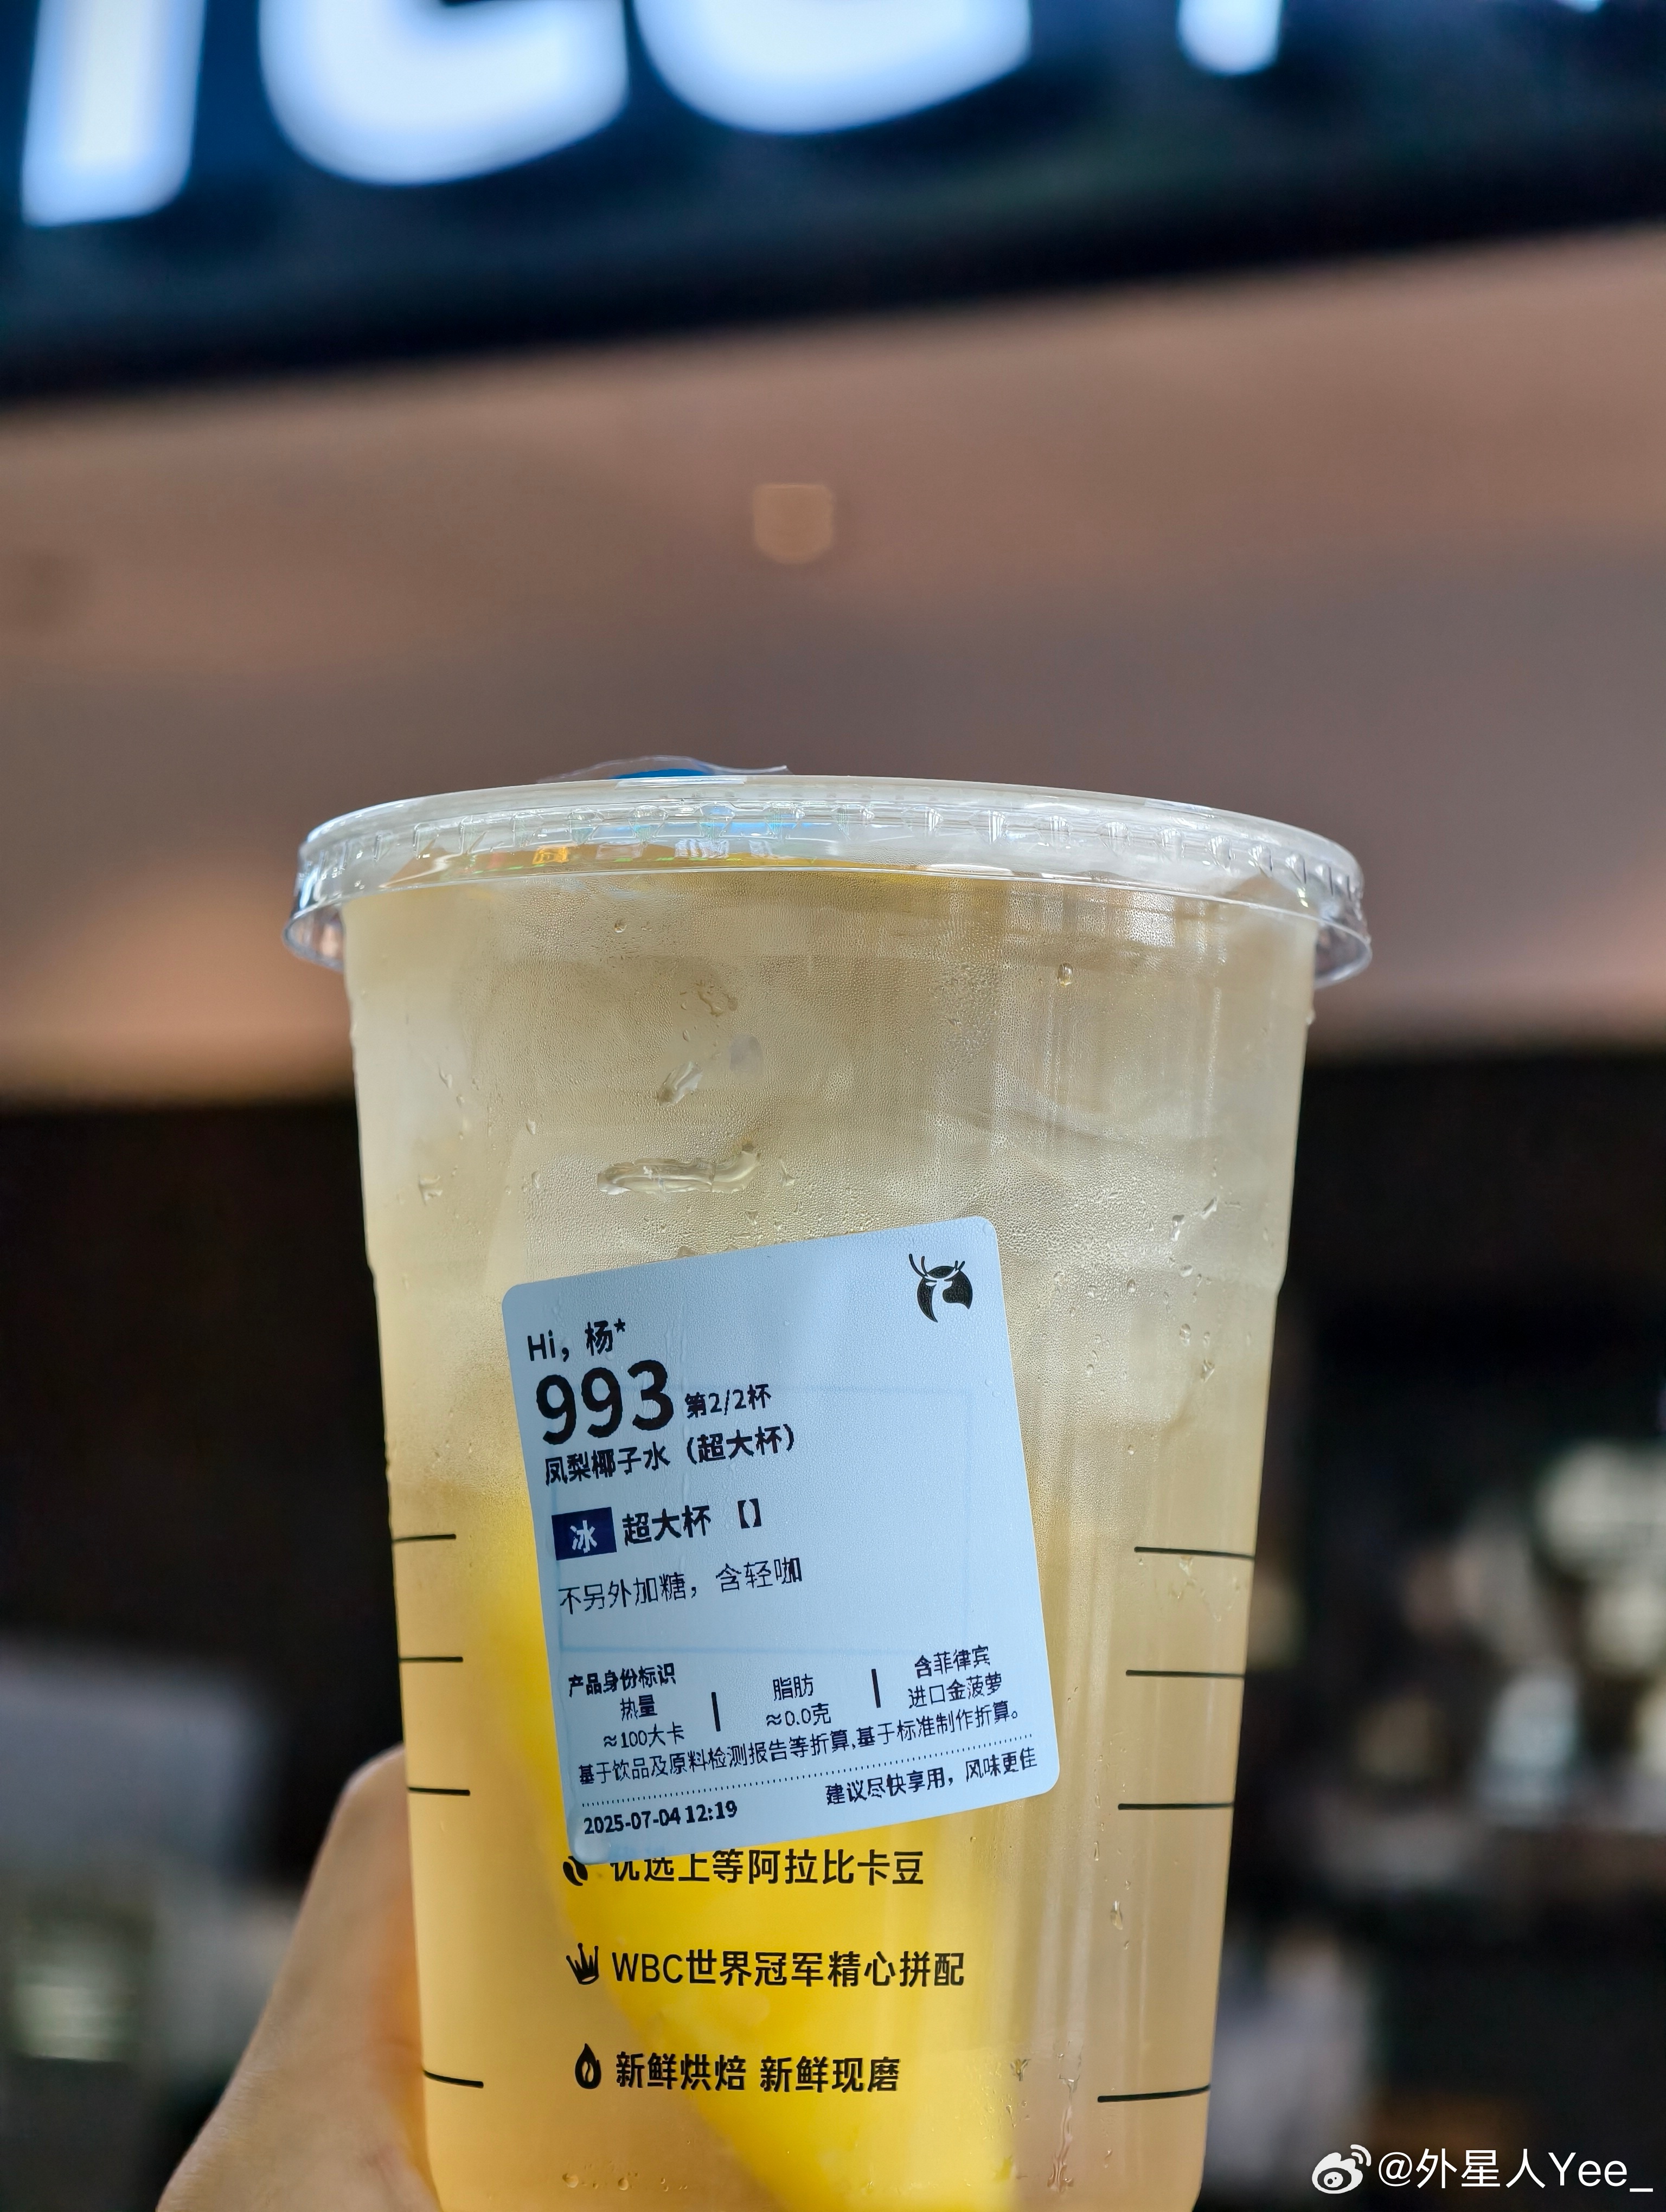 Hi，杨*
993 第2/2杯
凤梨椰子水（超大杯）
冰 超大杯【】
不另外加糖，含轻咖
产品身份标识
热量
≈100大卡
脂肪
≈0.0克
含菲律宾
进口金菠萝
基于饮品及原料检测报告等折算,基于标准制作折算。
建议尽快享用，风味更佳
2025-07-04 12:19
优选上等阿拉比卡豆
WBC世界冠军精心拼配
新鲜烘焙 新鲜现磨
@外星人Yee_